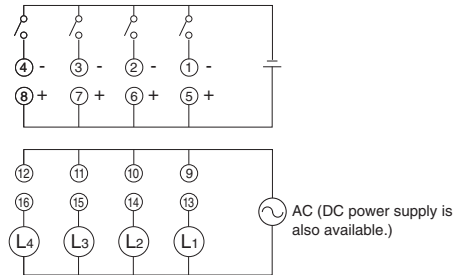 4 - 3 - 2 - 1 -
8 + 7 + 6 + 5 +
12 11 10 9
16 15 14 13
L4 L3 L2 L1
AC (DC power supply is
also available.)